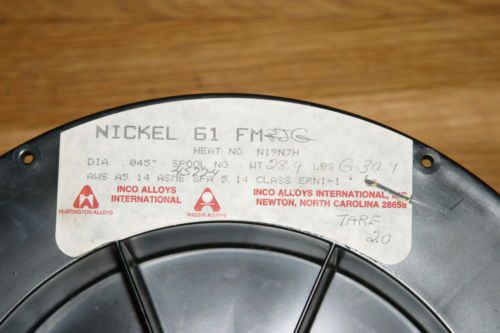 NICKEL 61 FM
HEAT NO. N19N7H
DIA .045" SPOOL NO. WT 28.9 LBS G 30.9
AWS A5.14 ASME SFA 5.14 CLASS ERNI-1
INCO ALLOYS
INTERNATIONAL
HUNTINGTON ALLOYS
WIGGIN ALLOYS
INCO ALLOYS INTERNATIONAL,
NEWTON, NORTH CAROLINA 28658
TARE
2.0